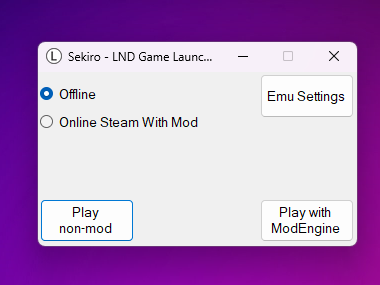 L Sekiro - LND Game Launc...
Offline
Emu Settings
Online Steam With Mod
Play
non-mod
Play with
ModEngine